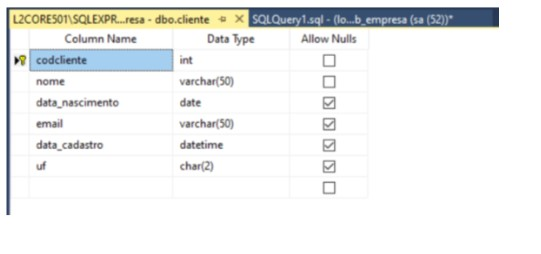 L2CORE501\SQLEXPR...resa - dbo.cliente SQLQuery1.sql - (lo...b_empresa (sa (52))*
Column Name Data Type Allow Nulls
codcliente int
nome varchar(50)
data_nascimento date
email varchar(50)
data_cadastro datetime
uf char(2)